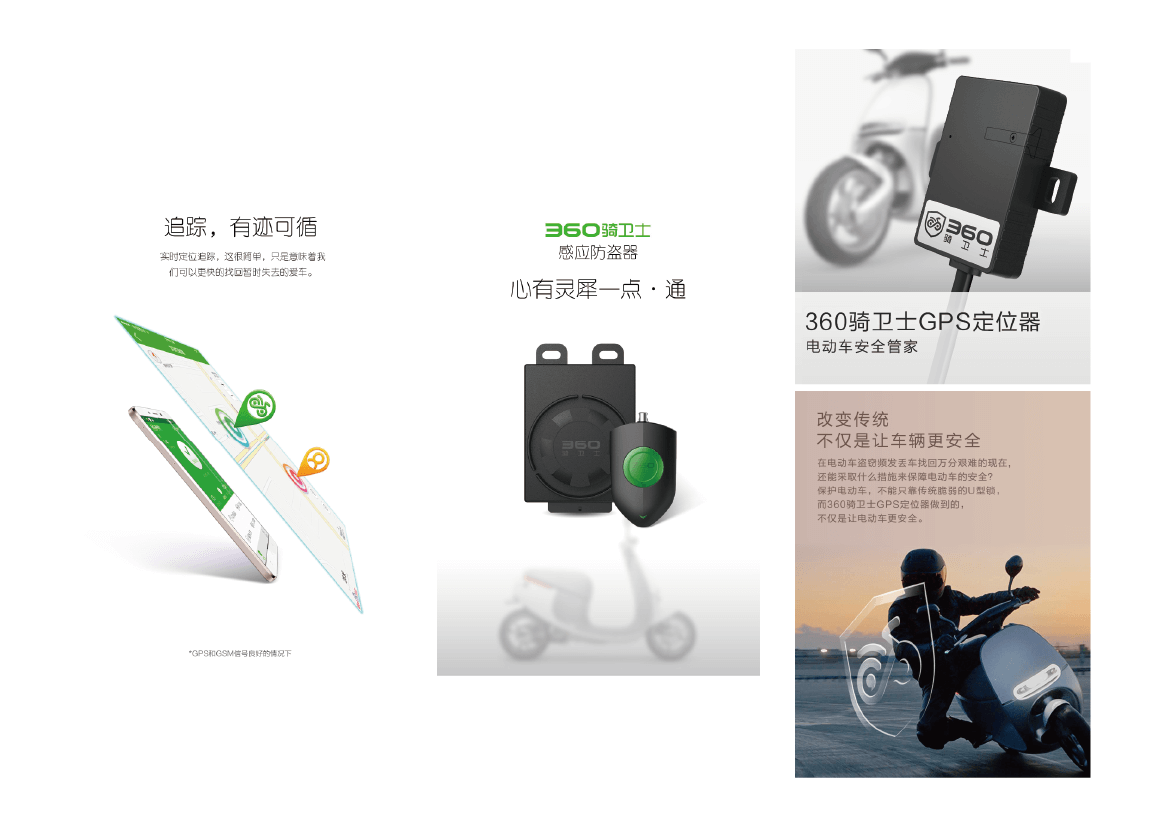 追踪，有迹可循
实时定位追踪，这很简单，只是意味着我
们可以更快的找回暂时失去的爱车。
*GPS和GSM信号良好的情况下
360骑卫士
感应防盗器
心有灵犀一点·通
360
骑卫士
360
骑卫士
360骑卫士GPS定位器
电动车安全管家
改变传统
不仅是让车辆更安全
在电动车盗窃频发丢车找回万分艰难的现在，
还能采取什么措施来保障电动车的安全？
保护电动车，不能只靠传统脆弱的U型锁，
而360骑卫士GPS定位器做到的，
不仅是让电动车更安全。